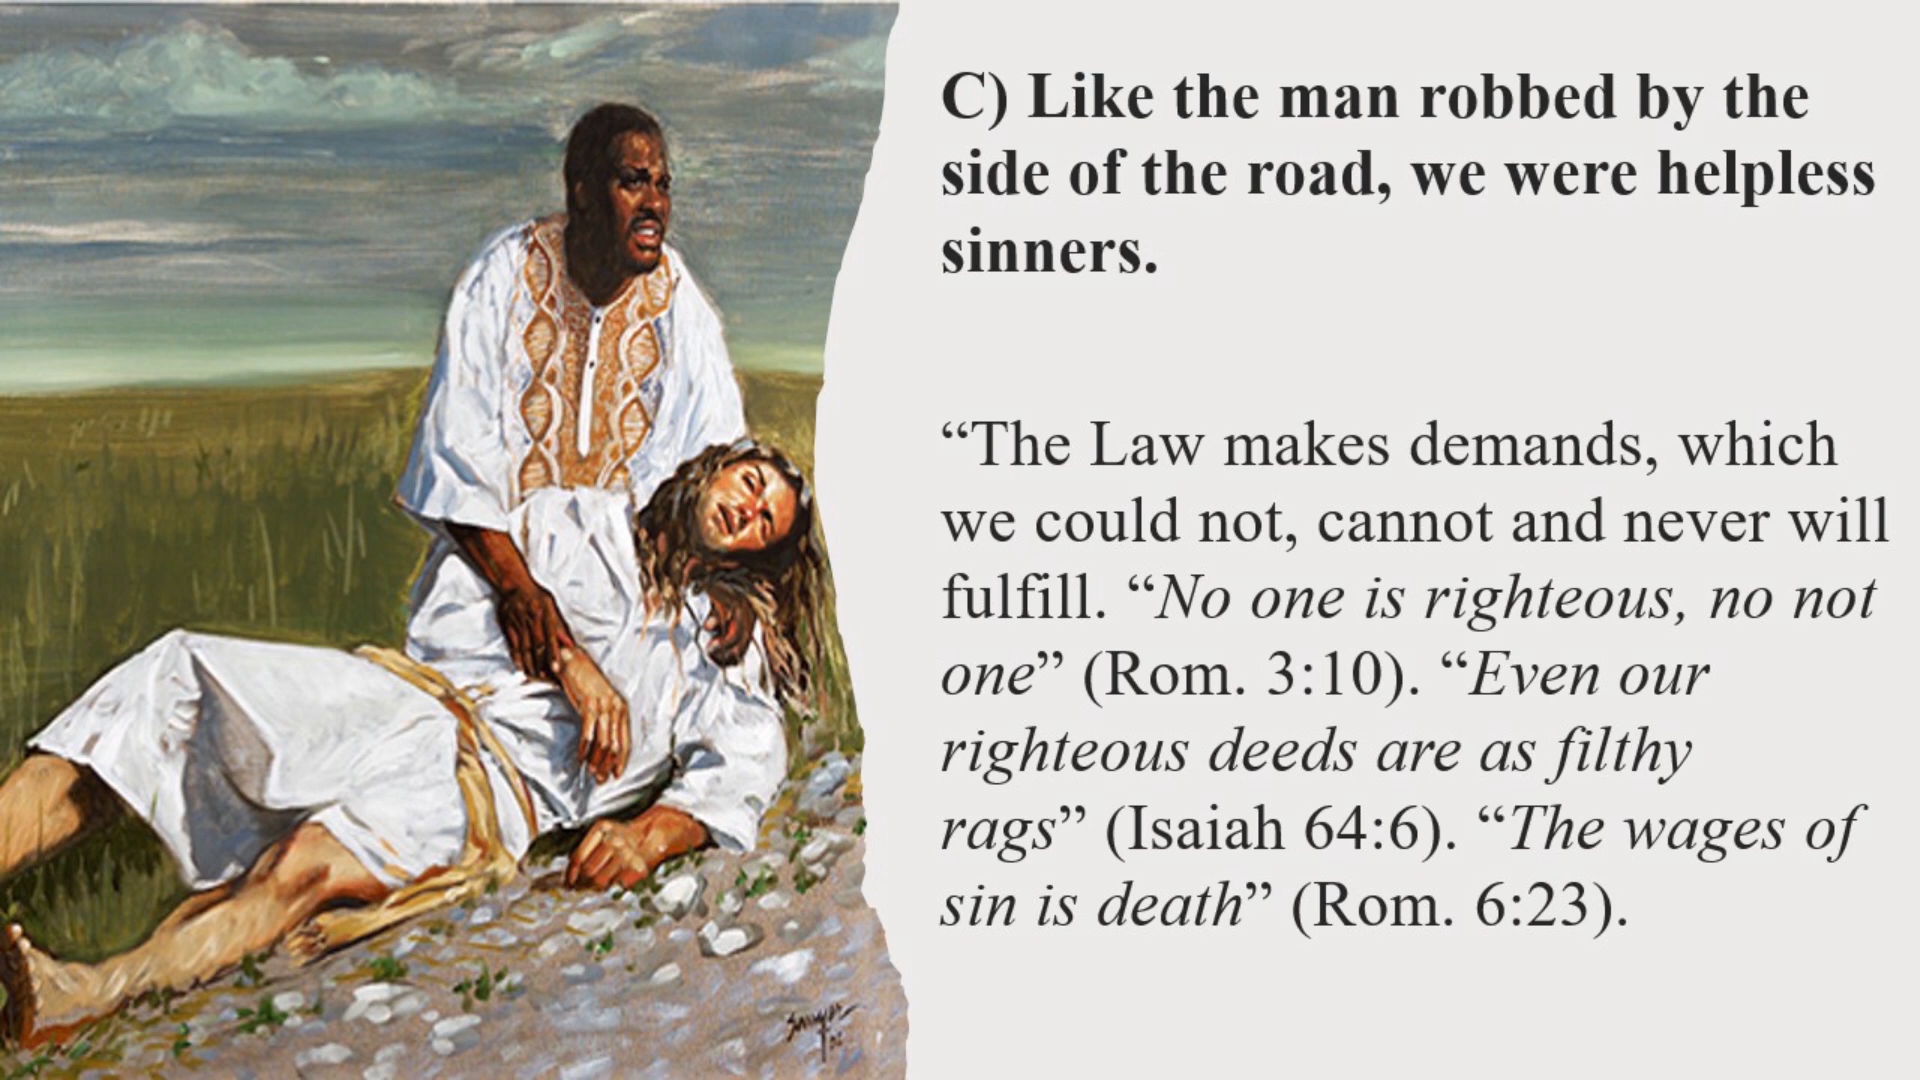 C) Like the man robbed by the
side of the road, we were helpless
sinners.
“The Law makes demands, which
we could not, cannot and never will
fulfill. “No one is righteous, no not
one” (Rom. 3:10). “Even our
righteous deeds are as filthy
rags” (Isaiah 64:6). “The wages of
sin is death” (Rom. 6:23).